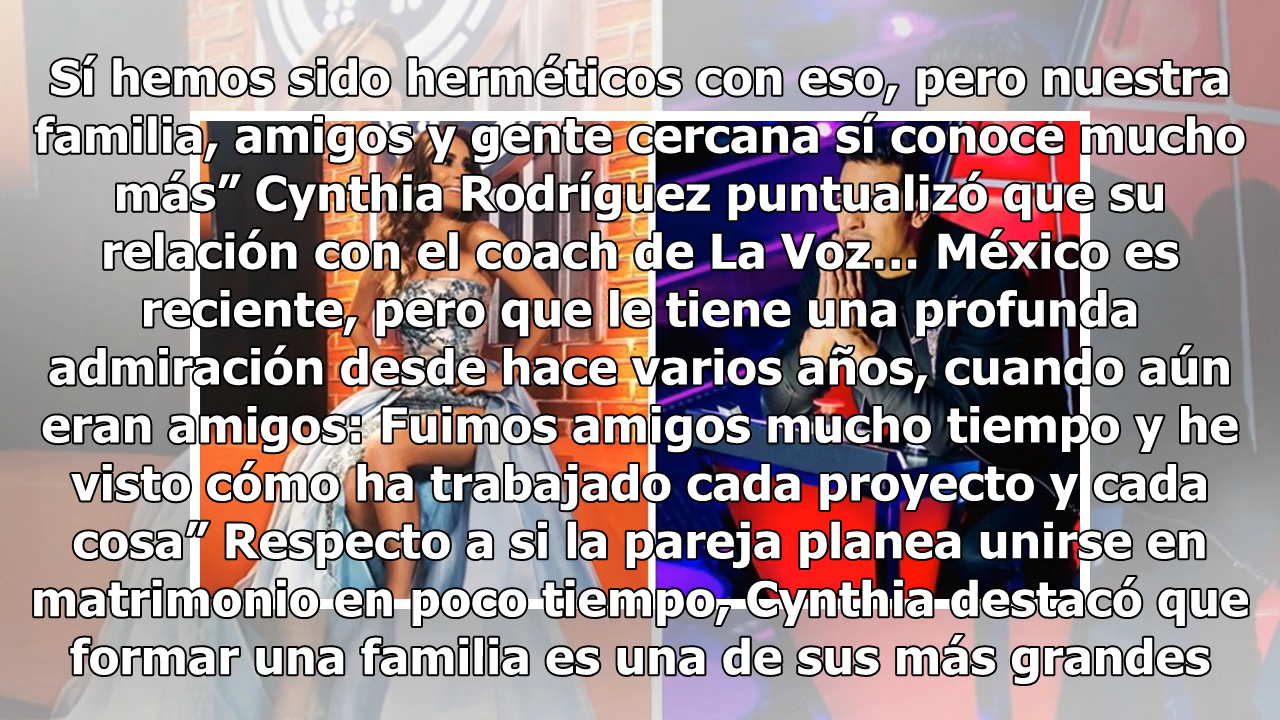 Sí hemos sido herméticos con eso, pero nuestra
familia, amigos y gente cercana sí conoce mucho
más” Cynthia Rodríguez puntualizó que su
relación con el coach de La Voz... México es
reciente, pero que le tiene una profunda
admiración desde hace varios años, cuando aún
eran amigos: Fuimos amigos mucho tiempo y he
visto cómo ha trabajado cada proyecto y cada
cosa” Respecto a si la pareja planea unirse en
matrimonio en poco tiempo, Cynthia destacó que
formar una familia es una de sus más grandes